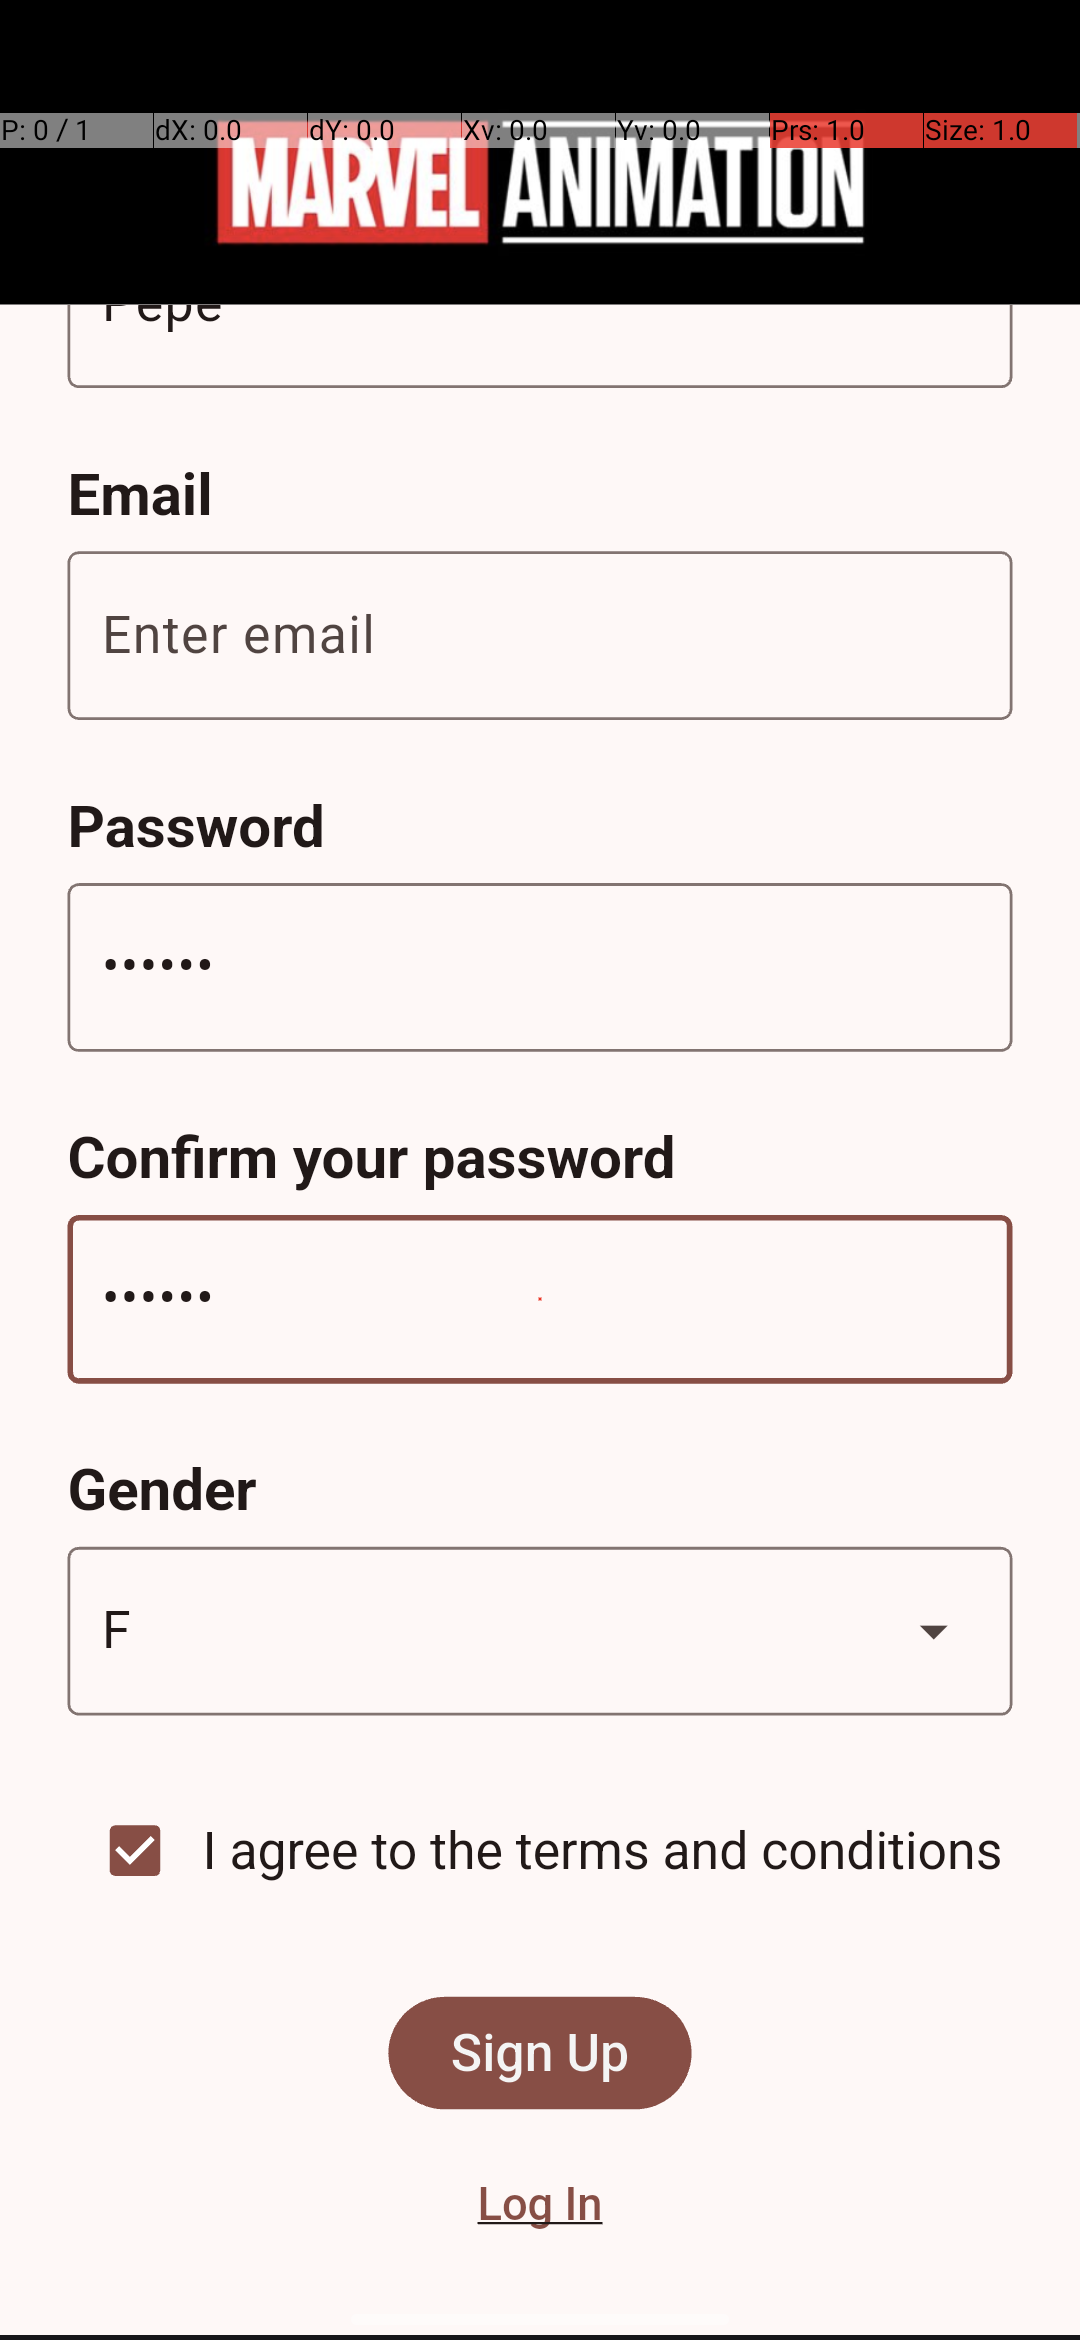 P: 0 / 1 dX: 0.0 dY: 0.0 Xv: 0.0 Yv: 0.0 Prs: 1.0 Size: 1.0
MARVEL ANIMATION
Pepe
Email
Enter email
Password
••••••
Confirm your password
••••••
Gender
F
I agree to the terms and conditions
Sign Up
Log In